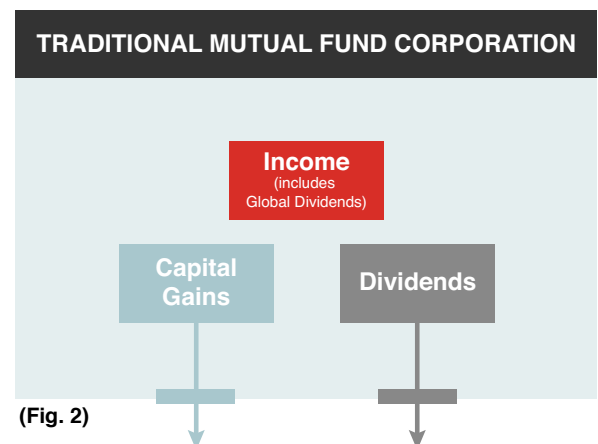 TRADITIONAL MUTUAL FUND CORPORATION
Income
(includes
Global Dividends)
Capital
Gains
Dividends
(Fig. 2)